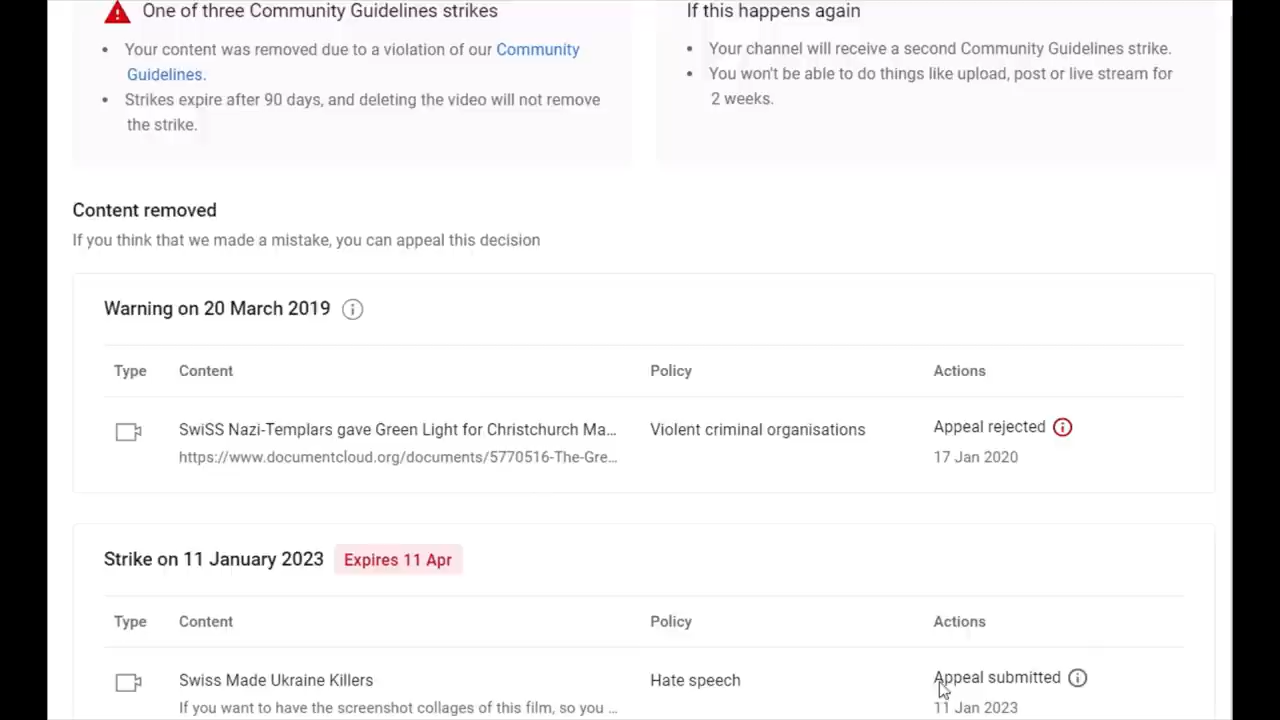 One of three Community Guidelines strikes
• Your content was removed due to a violation of our Community
Guidelines.
• Strikes expire after 90 days, and deleting the video will not remove
the strike.
If this happens again
• Your channel will receive a second Community Guidelines strike.
• You won't be able to do things like upload, post or live stream for
2 weeks.
Content removed
If you think that we made a mistake, you can appeal this decision
Warning on 20 March 2019
Type Content Policy Actions
SwiSS Nazi-Templars gave Green Light for Christchurch Ma... Violent criminal organisations Appeal rejected
https://www.documentcloud.org/documents/5770516-The-Gre... 17 Jan 2020
Strike on 11 January 2023 Expires 11 Apr
Type Content Policy Actions
Swiss Made Ukraine Killers Hate speech Appeal submitted
If you want to have the screenshot collages of this film, so you ... 11 Jan 2023